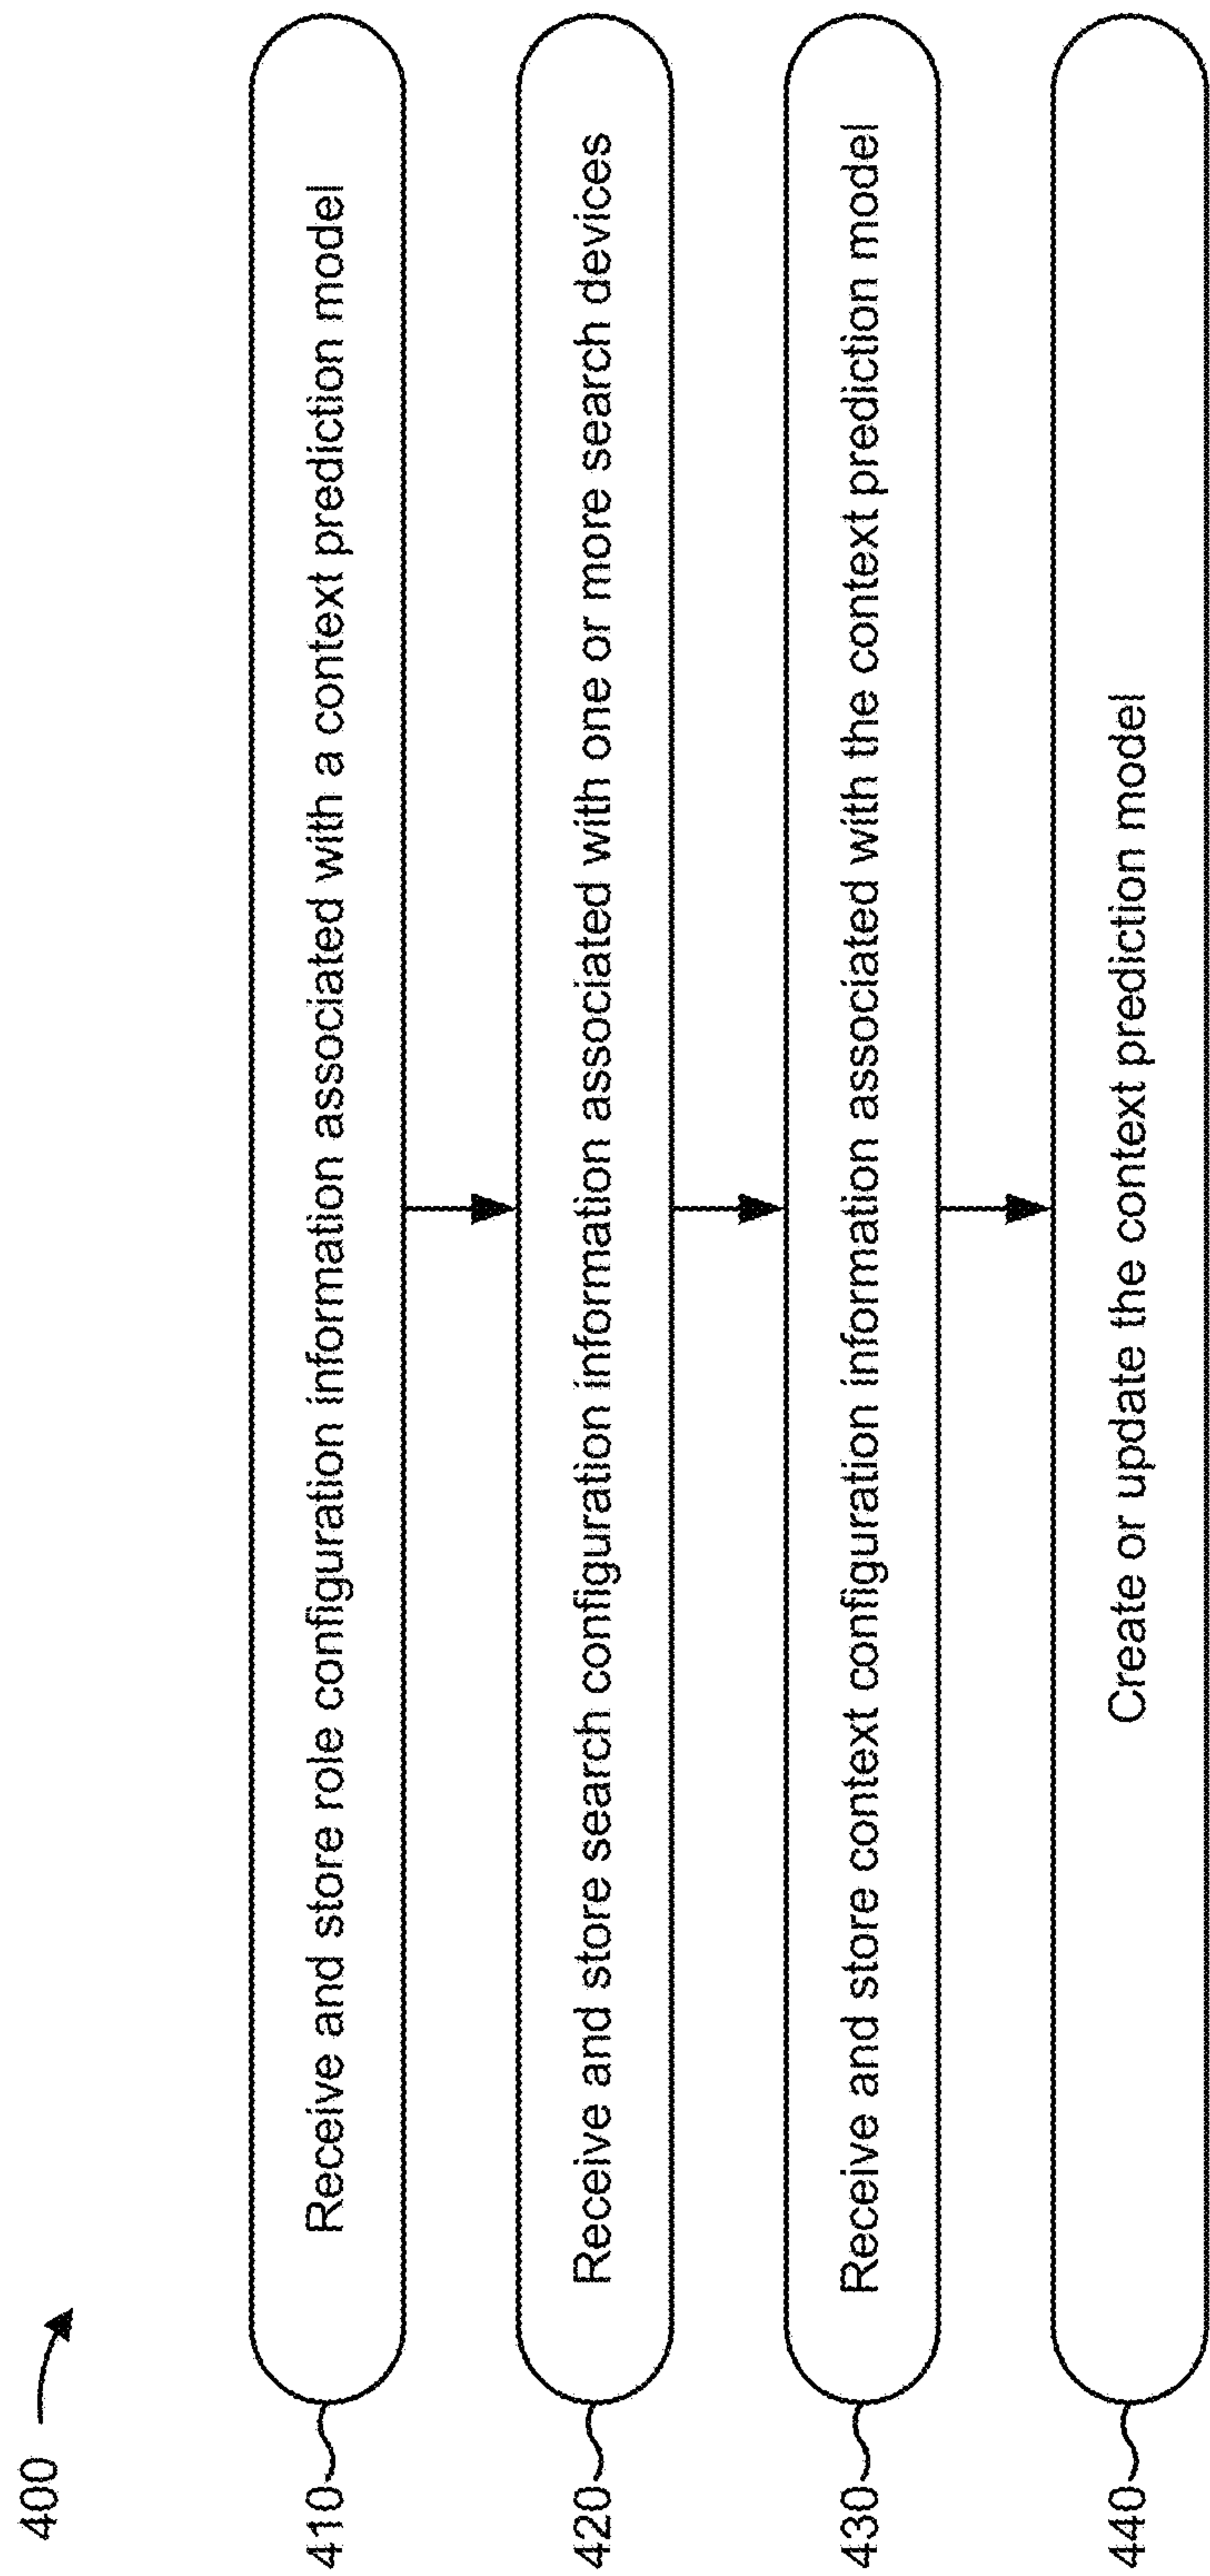 400
410
Receive and store role configuration information associated with a context prediction model
420
Receive and store search configuration information associated with one or more search devices
430
Receive and store context configuration information associated with the context prediction model
440
Create or update the context prediction model